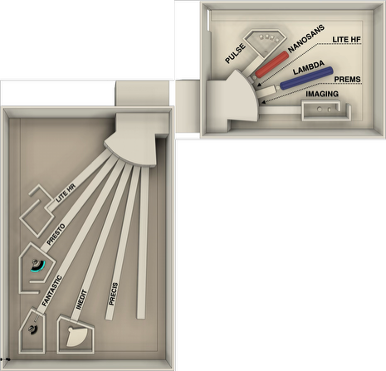 PULSE
NANOSANS
LITE HF
LAMBDA
PREMS
IMAGING
LITE HR
PRESTO
FANTASTIC
INEDIT
PRECIS